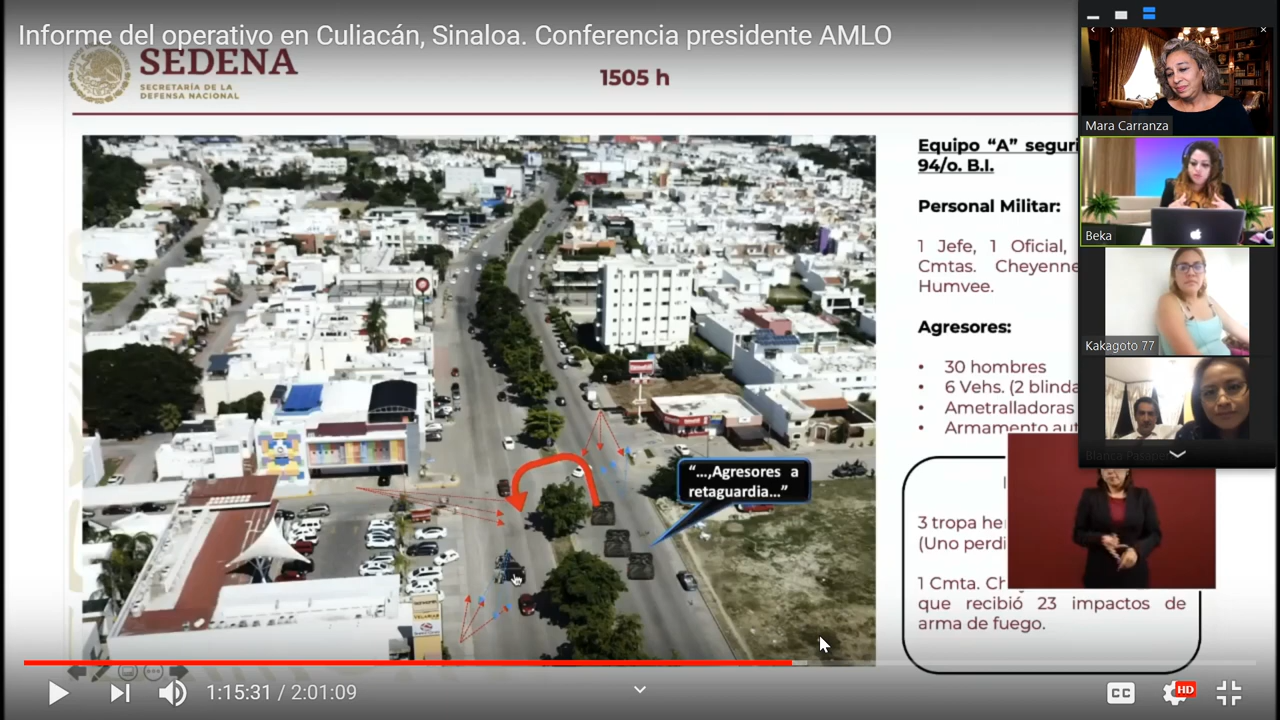 Informe del operativo en Culiacán, Sinaloa. Conferencia presidente AMLO
SEDENA
SECRETARÍA DE LA
DEFENSA NACIONAL
1505 h
Equipo “A” seguri
94/o. B.I.
Personal Militar:
1 Jefe, 1 Oficial,
Cmtas. Cheyenne
Humvee.
Agresores:
• 30 hombres
• 6 Vehs. (2 blinda
• Ametralladoras
• Armamento aut
“...,Agresores a
retaguardia...”
3 tropa he
(Uno perdi
1 Cmta. Ch
que recibió 23 impactos de
arma de fuego.
Mara Carranza
Beka
Kakagoto 77
1:15:31 / 2:01:09
CC
HD